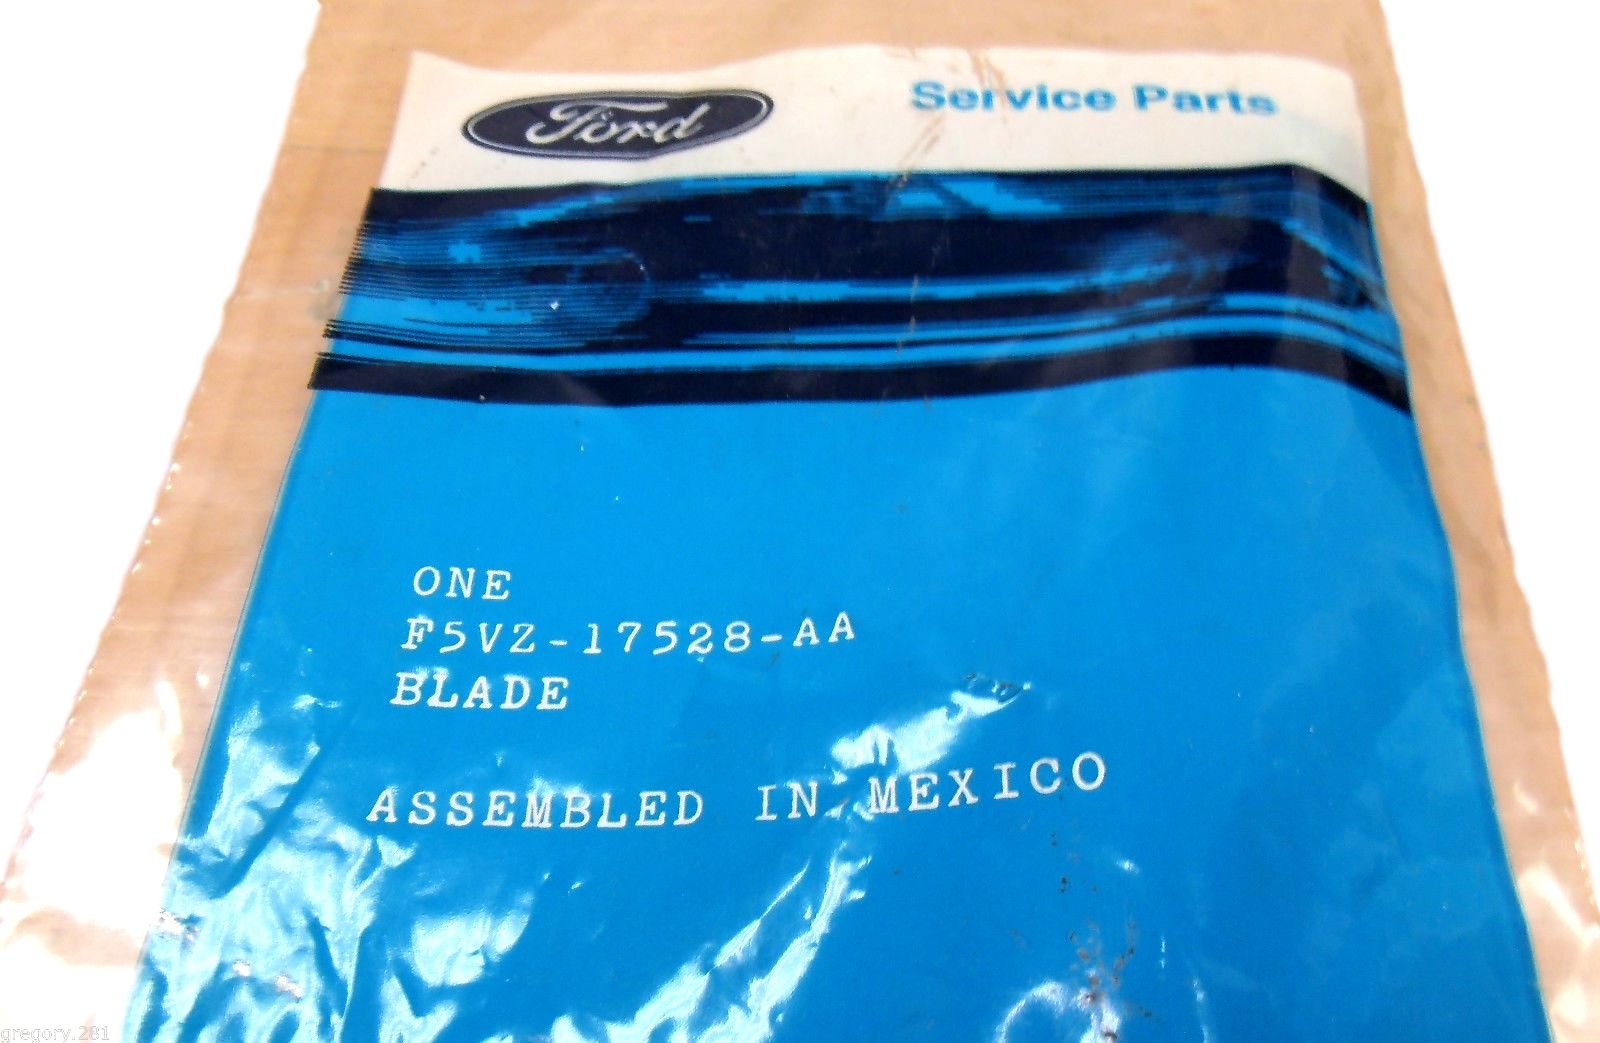 Ford
Service Parts
ONE
F5VZ-17528-AA
BLADE
ASSEMBLED IN MEXICO
gregory.281